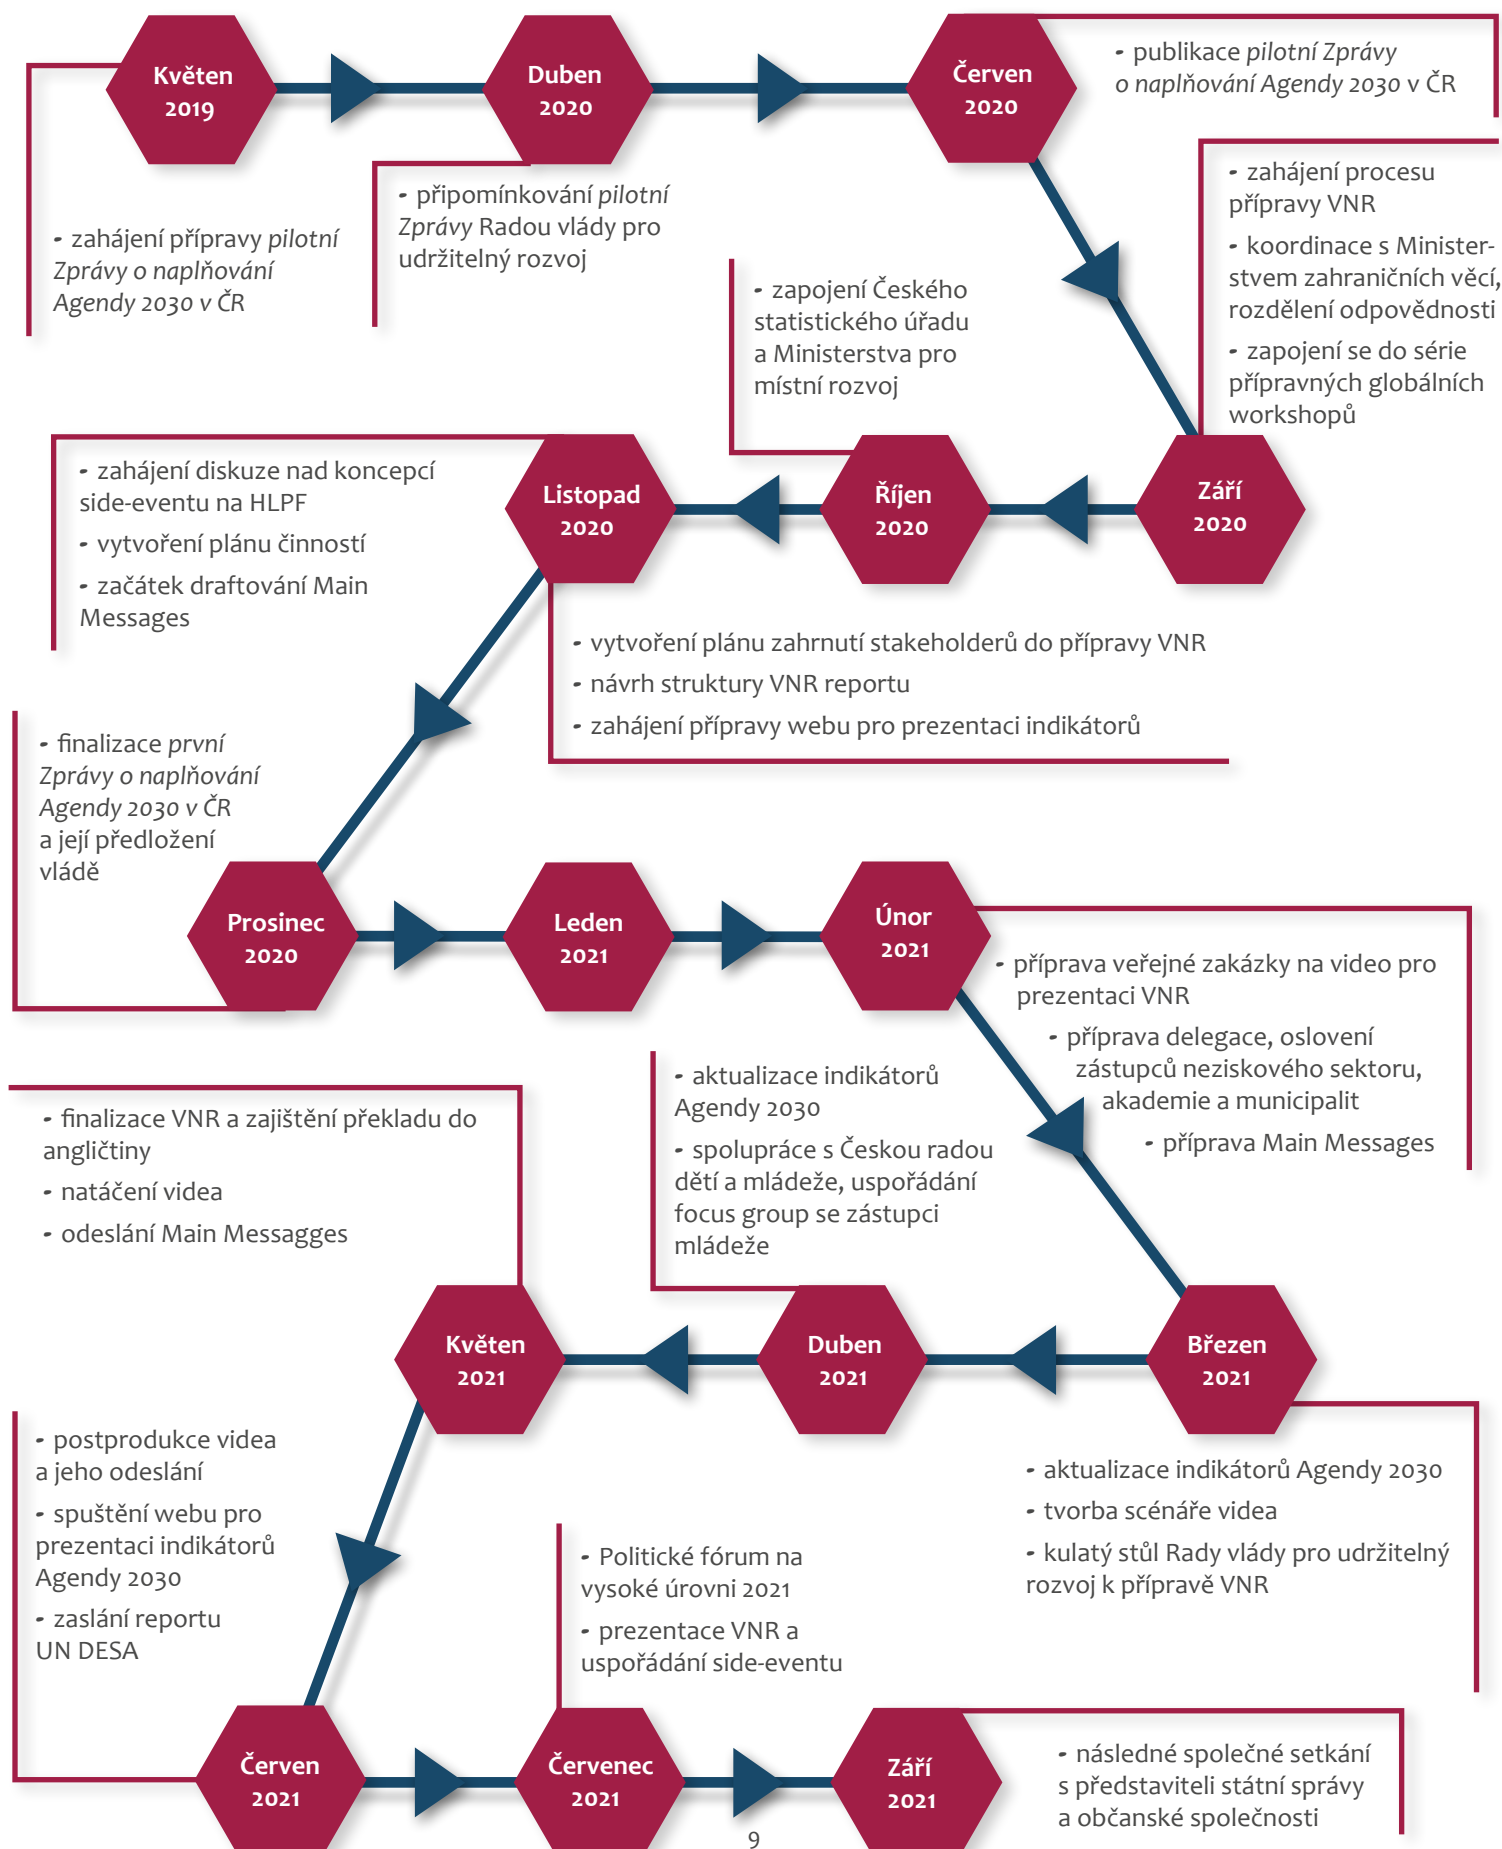 Květen
2019
- zahájení přípravy pilotní
Zprávy o naplňování
Agendy 2030 v ČR
Duben
2020
- připomínkování pilotní
Zprávy Radou vlády pro
udržitelný rozvoj
Červen
2020
- publikace pilotní Zprávy
o naplňování Agendy 2030 v ČR
- zahájení procesu
přípravy VNR
- koordinace s Minister-
stvem zahraničních věcí,
rozdělení odpovědnosti
- zapojení se do série
přípravných globálních
workshopů
Září
2020
- zapojení Českého
statistického úřadu
a Ministerstva pro
místní rozvoj
Říjen
2020
- zahájení diskuze nad koncepcí
side-eventu na HLPF
- vytvoření plánu činností
- začátek draftování Main
Messages
Listopad
2020
- vytvoření plánu zahrnutí stakeholderů do přípravy VNR
- návrh struktury VNR reportu
- zahájení přípravy webu pro prezentaci indikátorů
- finalizace první
Zprávy o naplňování
Agendy 2030 v ČR
a její předložení
vládě
Prosinec
2020
Leden
2021
Únor
2021
- příprava veřejné zakázky na video pro
prezentaci VNR
- příprava delegace, oslovení
zástupců neziskového sektoru,
akademie a municipalit
- příprava Main Messages
Březen
2021
- aktualizace indikátorů Agendy 2030
- tvorba scénáře videa
- kulatý stůl Rady vlády pro udržitelný
rozvoj k přípravě VNR
- aktualizace indikátorů
Agendy 2030
- spolupráce s Českou radou
dětí a mládeže, uspořádání
focus group se zástupci
mládeže
Duben
2021
- finalizace VNR a zajištění překladu do
angličtiny
- natáčení videa
- odeslání Main Messagges
Květen
2021
- postprodukce videa
a jeho odeslání
- spuštění webu pro
prezentaci indikátorů
Agendy 2030
- zaslání reportu
UN DESA
Červen
2021
- Politické fórum na
vysoké úrovni 2021
- prezentace VNR a
uspořádání side-eventu
Červenec
2021
Září
2021
- následné společné setkání
s představiteli státní správy
a občanské společnosti
9